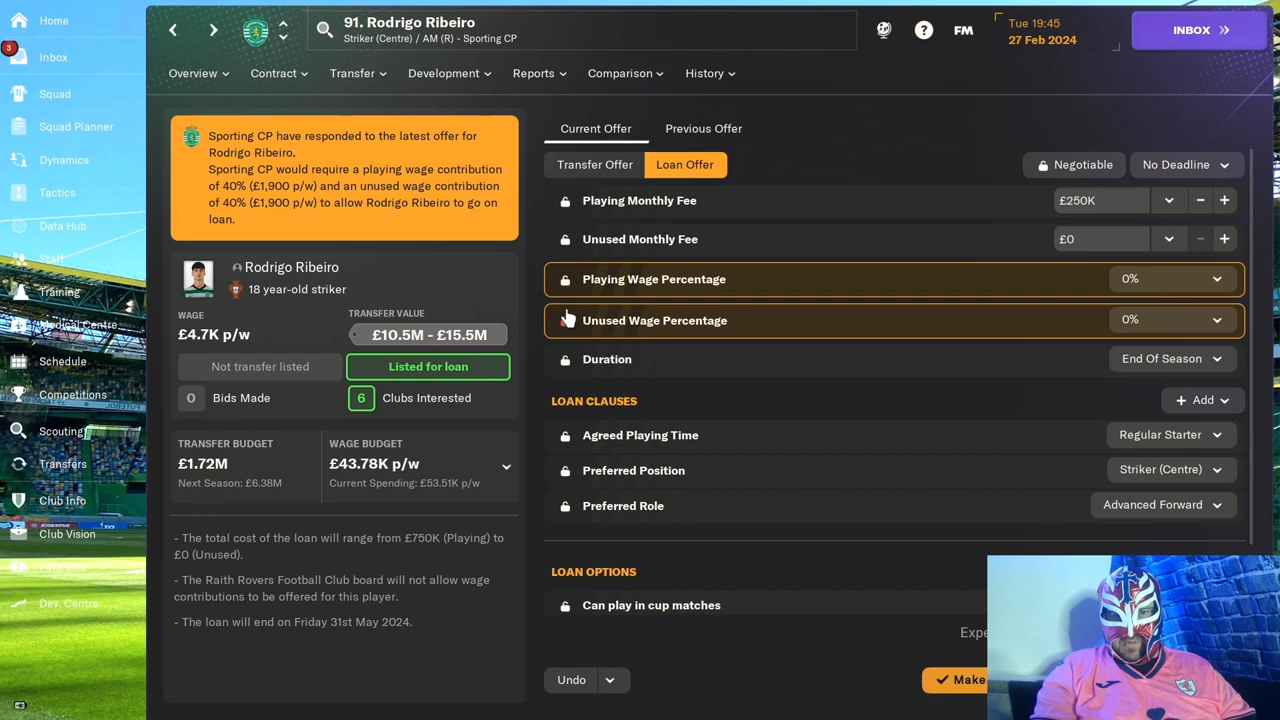 Home
3
Inbox
Squad
Squad Planner
Dynamics
Tactics
Data Hub
Staff
Training
Medical Centre
Schedule
Competitions
Scouting
Transfers
Club Info
Club Vision
Dev. Centre
91. Rodrigo Ribeiro
Striker (Centre) / AM (R) - Sporting CP
FM
Tue 19:45
27 Feb 2024
INBOX
Overview
Contract
Transfer
Development
Reports
Comparison
History
Sporting CP have responded to the latest offer for
Rodrigo Ribeiro.
Sporting CP would require a playing wage contribution
of 40% (£1,900 p/w) and an unused wage contribution
of 40% (£1,900 p/w) to allow Rodrigo Ribeiro to go on
loan.
Rodrigo Ribeiro
18 year-old striker
WAGE
£4.7K p/w
TRANSFER VALUE
£10.5M - £15.5M
Not transfer listed
Listed for loan
0 Bids Made
6 Clubs Interested
TRANSFER BUDGET
£1.72M
Next Season: £6.38M
WAGE BUDGET
£43.78K p/w
Current Spending: £53.51K p/w
- The total cost of the loan will range from £750K (Playing) to
£0 (Unused).
- The Raith Rovers Football Club board will not allow wage
contributions to be offered for this player.
- The loan will end on Friday 31st May 2024.
Current Offer
Previous Offer
Transfer Offer
Loan Offer
Negotiable
No Deadline
Playing Monthly Fee
£250K
Unused Monthly Fee
£0
Playing Wage Percentage
0%
Unused Wage Percentage
0%
Duration
End Of Season
LOAN CLAUSES
+ Add
Agreed Playing Time
Regular Starter
Preferred Position
Striker (Centre)
Preferred Role
Advanced Forward
LOAN OPTIONS
Can play in cup matches
Expe
Undo
Make